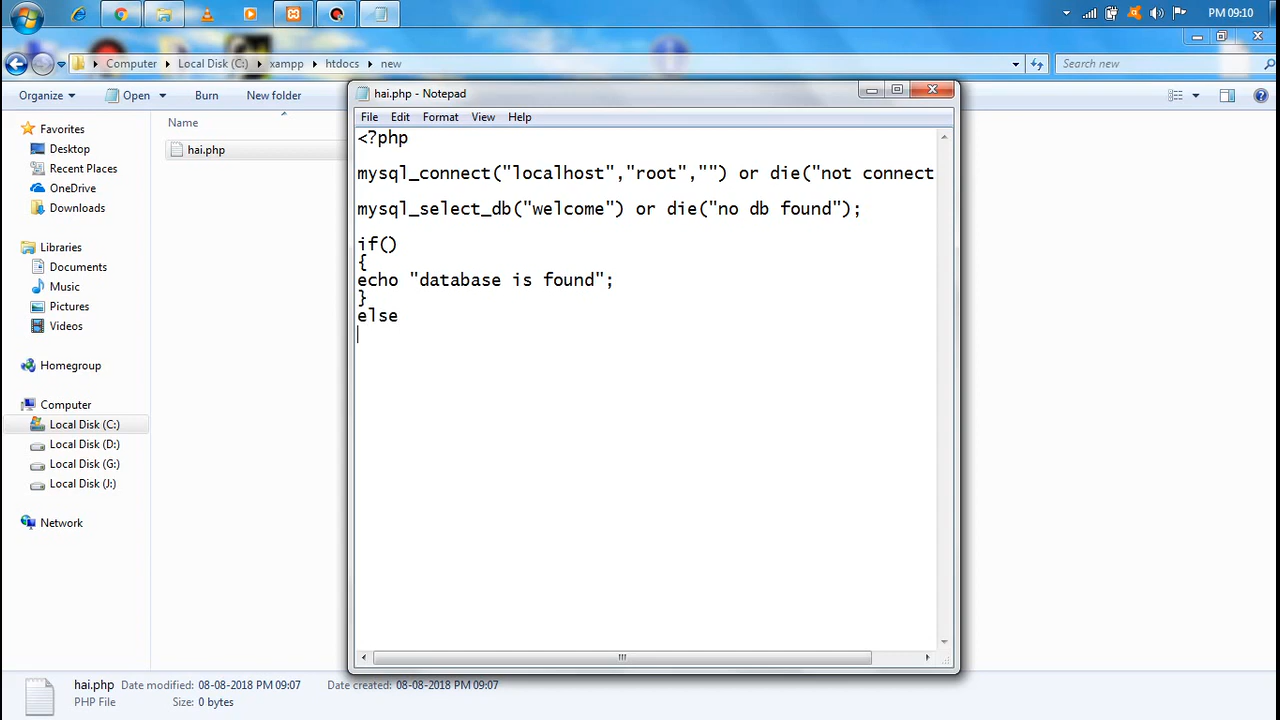 PM 09:10
Computer Local Disk (C:) xampp htdocs new
Search new
Organize Open Burn New folder
hai.php - Notepad
File Edit Format View Help
<?php
mysql_connect("localhost","root","") or die("not connect
mysql_select_db("welcome") or die("no db found");
if()
{
echo "database is found";
}
else
Name
hai.php
Favorites
Desktop
Recent Places
OneDrive
Downloads
Libraries
Documents
Music
Pictures
Videos
Homegroup
Computer
Local Disk (C:)
Local Disk (D:)
Local Disk (G:)
Local Disk (J:)
Network
hai.php Date modified: 08-08-2018 PM 09:07 Date created: 08-08-2018 PM 09:07
PHP File Size: 0 bytes